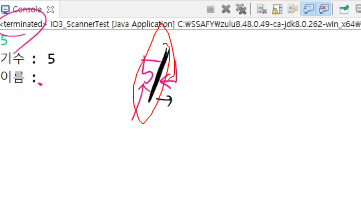 Console
<terminated> IO3_ScannerTest [Java Application] C:₩SSAFY₩zulu8.48.0.49-ca-jdk8.0.262-win_x64₩
5
기수 : 5
이름 :
5